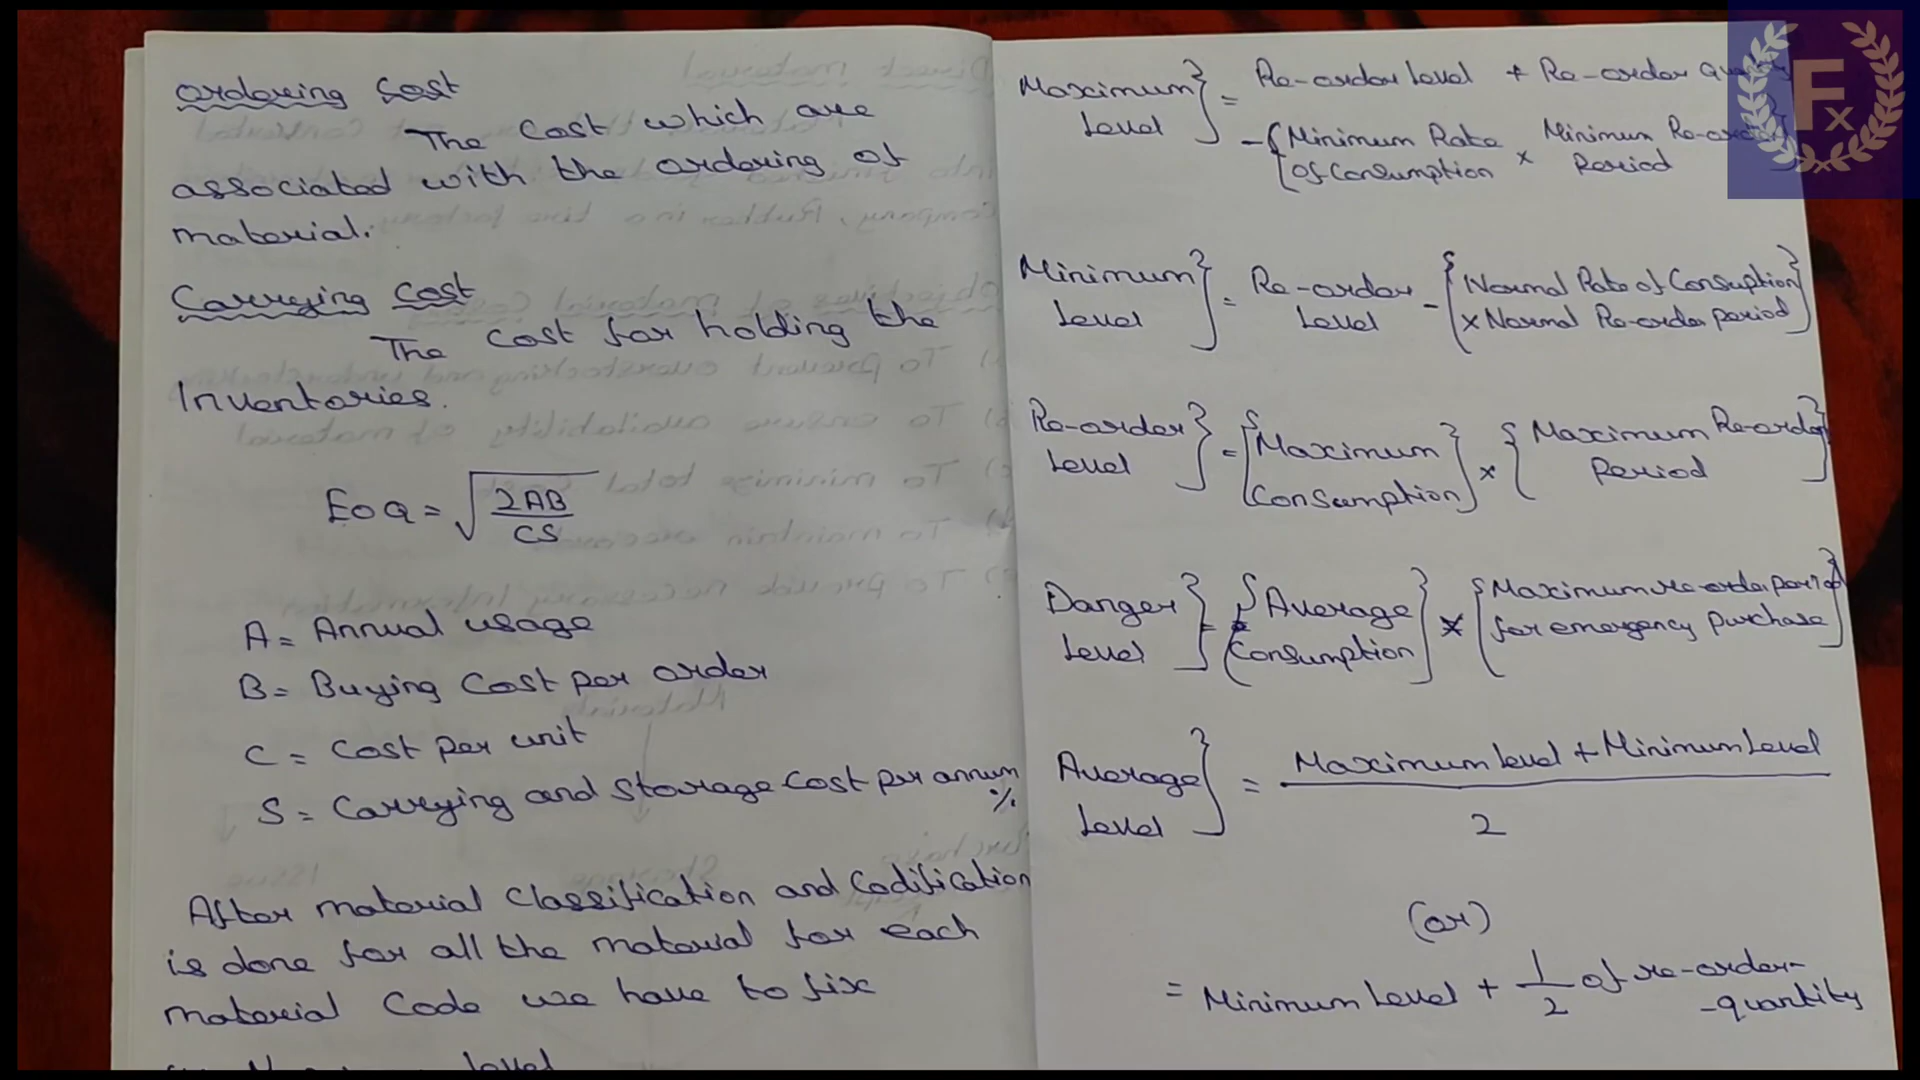 Ordering Cost
The Cost which are
associated with the ordering of
material.
Carrying Cost
The Cost for holding the
Inventories.
EOQ = √2AB/CS
A = Annual usage
B = Buying Cost per order
C = Cost per unit
S = Carrying and Storage Cost per annum
%
After material Classification and Codification
is done for all the material for each
material Code we have to fix
level
Maximum Level } = Re-order level + Re-order
- { Minimum Rate of Consumption × Minimum Re-order Period
Minimum Level } = Re-order Level - { Normal Rate of Consuption × Normal Re-order period }
Re-order Level } = { Maximum Consumption } × { Maximum Re-order Period }
Danger Level } = { Average Consumption } × { Maximum re-order period for emergency purchase }
Average Level } = Maximum level + Minimum Level / 2
(or)
= Minimum Level + 1/2 of re-order-
-quantity
Fx